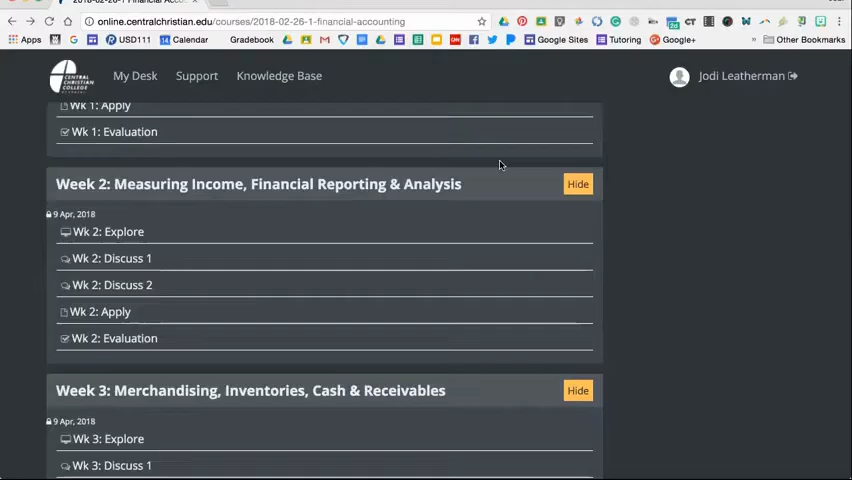 online.centralchristian.edu/courses/2018-02-26-1-financial-accounting
Apps
USD111
Calendar
Gradebook
Google Sites
Tutoring
Google+
Other Bookmarks
CENTRAL
CHRISTIAN
COLLEGE
My Desk
Support
Knowledge Base
Jodi Leatherman
Wk 1: Apply
Wk 1: Evaluation
Week 2: Measuring Income, Financial Reporting & Analysis
Hide
9 Apr, 2018
Wk 2: Explore
Wk 2: Discuss 1
Wk 2: Discuss 2
Wk 2: Apply
Wk 2: Evaluation
Week 3: Merchandising, Inventories, Cash & Receivables
Hide
9 Apr, 2018
Wk 3: Explore
Wk 3: Discuss 1